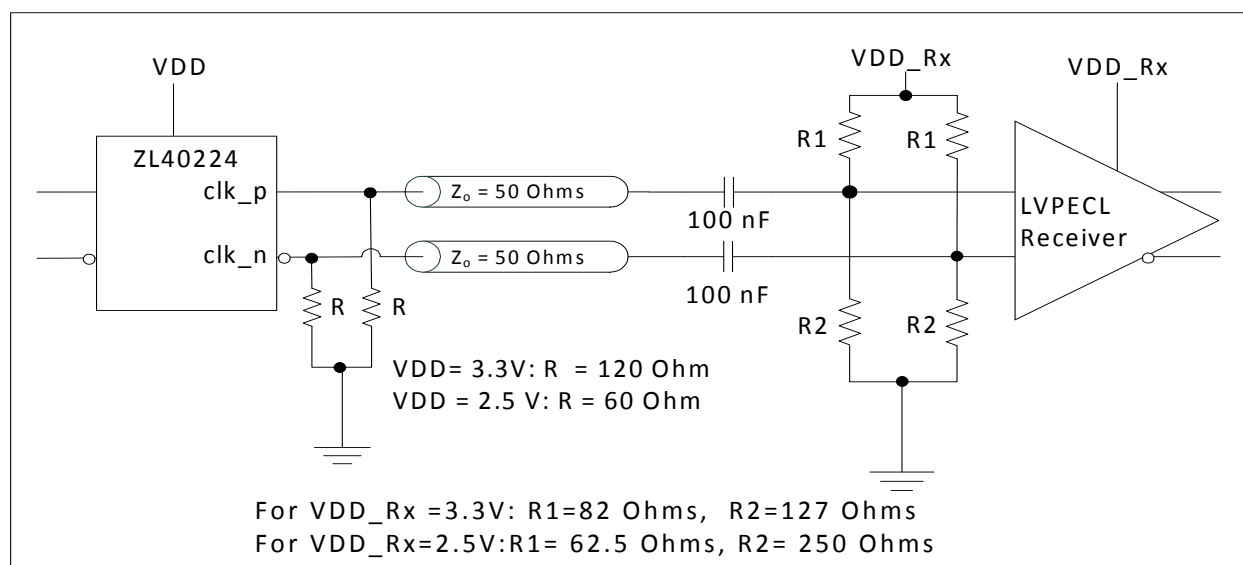 VDD
VDD_Rx
VDD_Rx
R1
R1
ZL40224
clk_p
Zₒ = 50 Ohms
100 nF
LVPECL
Receiver
clk_n
Zₒ = 50 Ohms
100 nF
R
R
R2
R2
VDD= 3.3V: R = 120 Ohm
VDD = 2.5 V: R = 60 Ohm
For VDD_Rx =3.3V: R1=82 Ohms, R2=127 Ohms
For VDD_Rx=2.5V:R1= 62.5 Ohms, R2= 250 Ohms